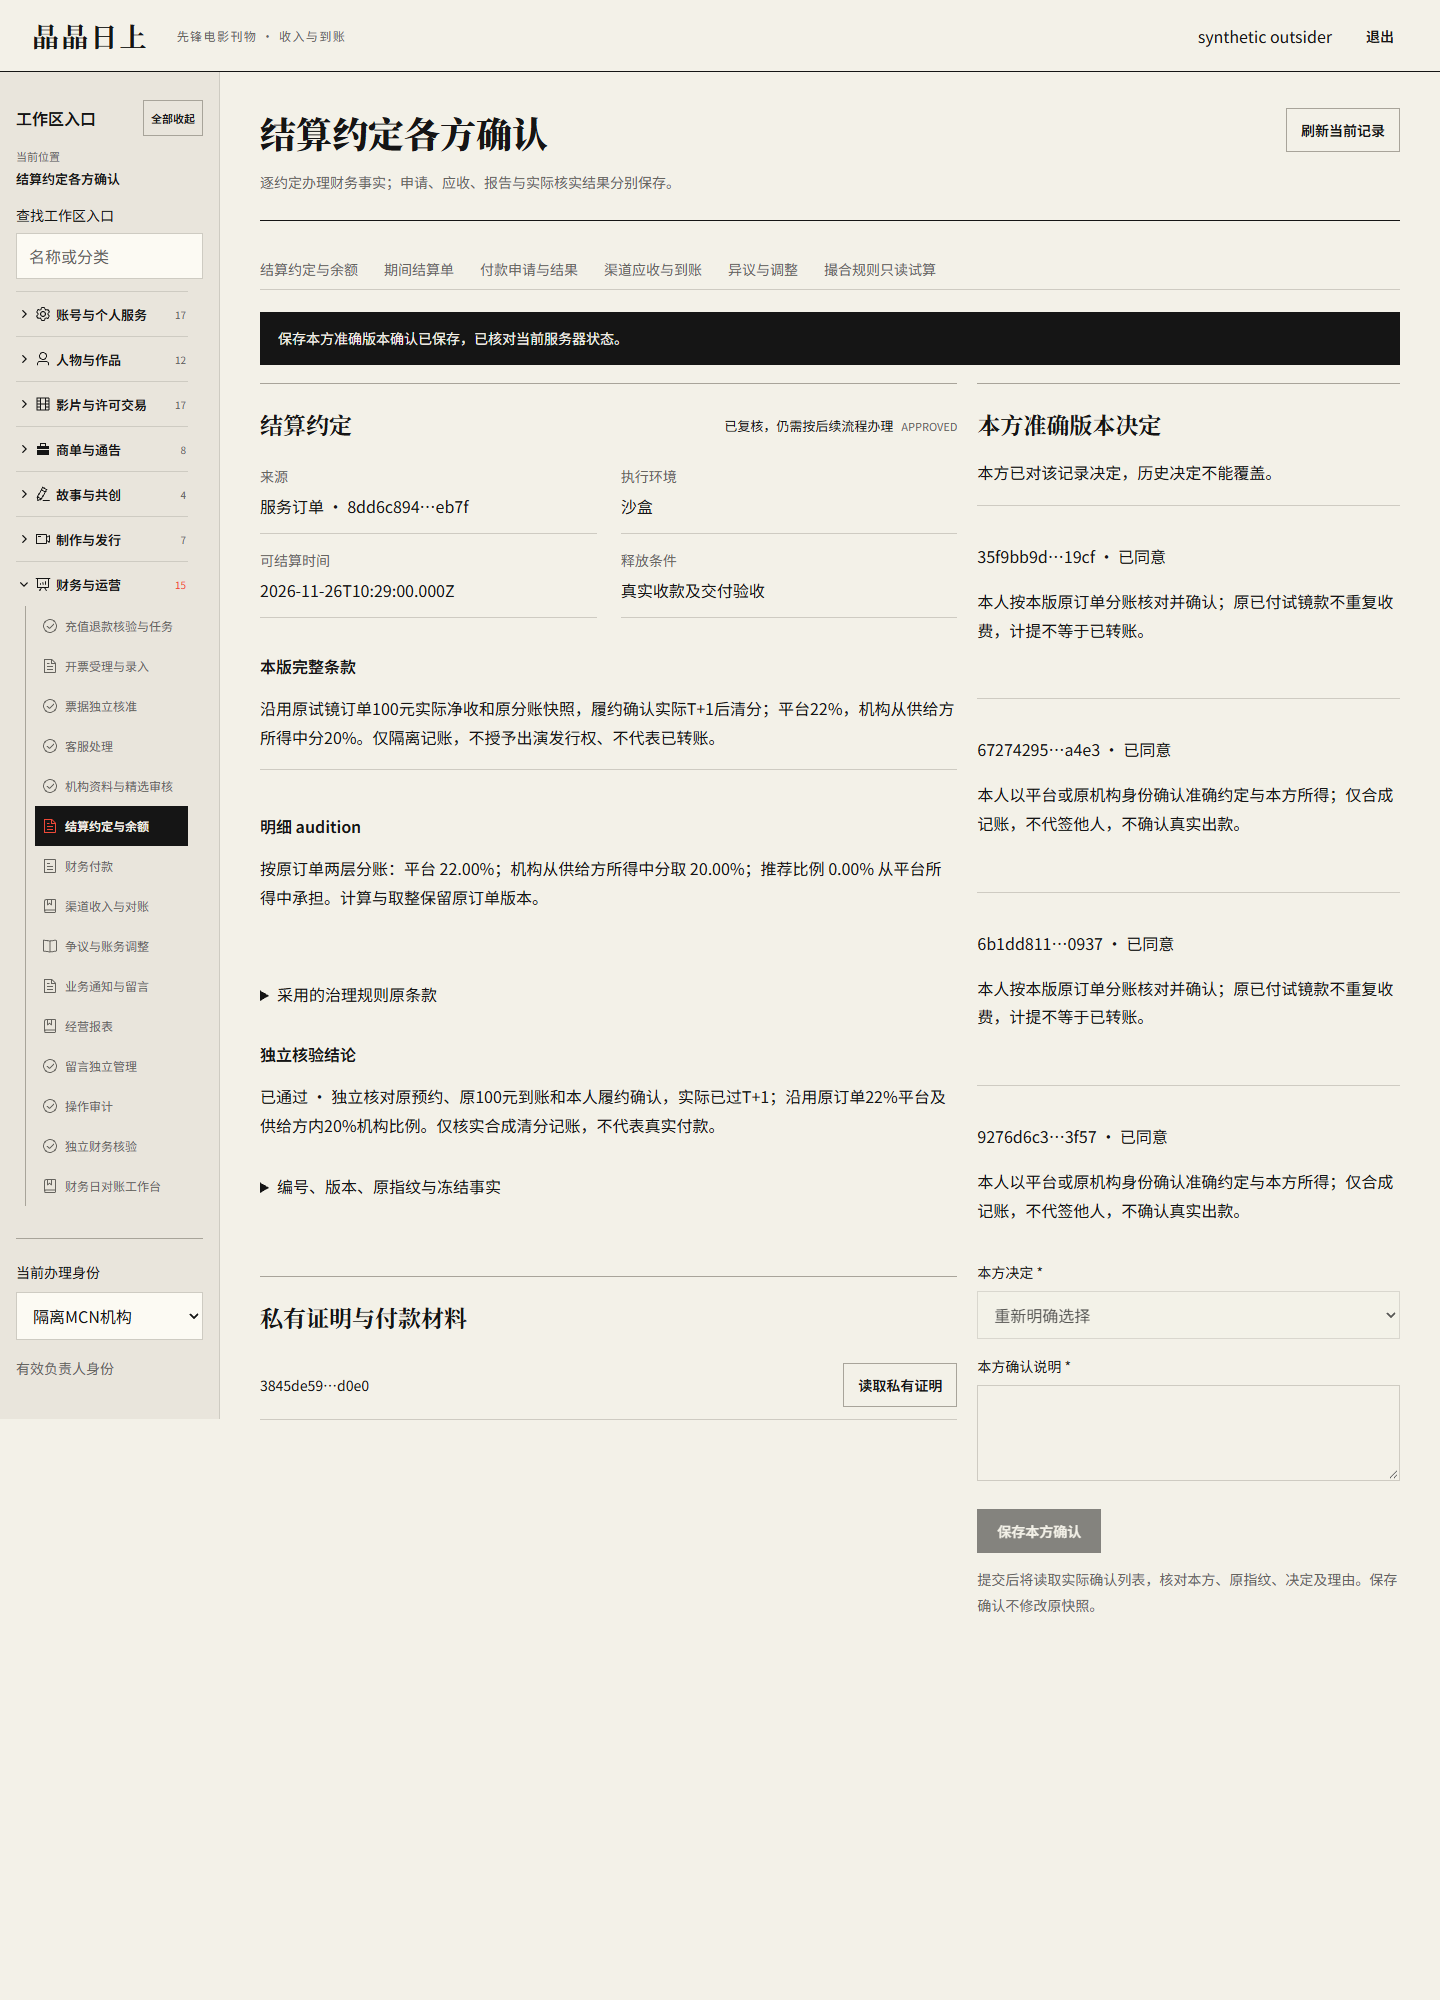 晶晶日上
先锋电影刊物 · 收入与到账
synthetic outsider
退出
工作区入口
全部收起
当前位置
结算约定各方确认
查找工作区入口
名称或分类
账号与个人服务 17
人物与作品 12
影片与许可交易 17
商单与通告 8
故事与共创 4
制作与发行 7
财务与运营 15
充值退款核验与任务
开票受理与录入
票据独立核准
客服处理
机构资料与精选审核
结算约定与余额
财务付款
渠道收入与对账
争议与账务调整
业务通知与留言
经营报表
留言独立管理
操作审计
独立财务核验
财务日对账工作台
当前办理身份
隔离MCN机构
有效负责人身份
结算约定各方确认
刷新当前记录
逐约定办理财务事实；申请、应收、报告与实际核实结果分别保存。
结算约定与余额 期间结算单 付款申请与结果 渠道应收与到账 异议与调整 撮合规则只读试算
保存本方准确版本确认已保存，已核对当前服务器状态。
结算约定
已复核，仍需按后续流程办理 APPROVED
来源
服务订单 · 8dd6c894…eb7f
执行环境
沙盒
可结算时间
2026-11-26T10:29:00.000Z
释放条件
真实收款及交付验收
本版完整条款
沿用原试镜订单100元实际净收和原分账快照，履约确认实际T+1后清分；平台22%，机构从供给方
所得中分20%。仅隔离记账，不授予出演发行权、不代表已转账。
明细 audition
按原订单两层分账：平台 22.00%；机构从供给方所得中分取 20.00%；推荐比例 0.00% 从平台所
得中承担。计算与取整保留原订单版本。
采用的治理规则原条款
独立核验结论
已通过 · 独立核对原预约、原100元到账和本人履约确认，实际已过T+1；沿用原订单22%平台及
供给方内20%机构比例。仅核实合成清分记账，不代表真实付款。
编号、版本、原指纹与冻结事实
私有证明与付款材料
3845de59…d0e0
读取私有证明
本方准确版本决定
本方已对该记录决定，历史决定不能覆盖。
35f9bb9d…19cf · 已同意
本人按本版原订单分账核对并确认；原已付试镜款不重复收
费，计提不等于已转账。
67274295…a4e3 · 已同意
本人以平台或原机构身份确认准确约定与本方所得；仅合成
记账，不代签他人，不确认真实出款。
6b1dd811…0937 · 已同意
本人按本版原订单分账核对并确认；原已付试镜款不重复收
费，计提不等于已转账。
9276d6c3…3f57 · 已同意
本人以平台或原机构身份确认准确约定与本方所得；仅合成
记账，不代签他人，不确认真实出款。
本方决定 *
重新明确选择
本方确认说明 *
保存本方确认
提交后将读取实际确认列表，核对本方、原指纹、决定及理由。保存
确认不修改原快照。